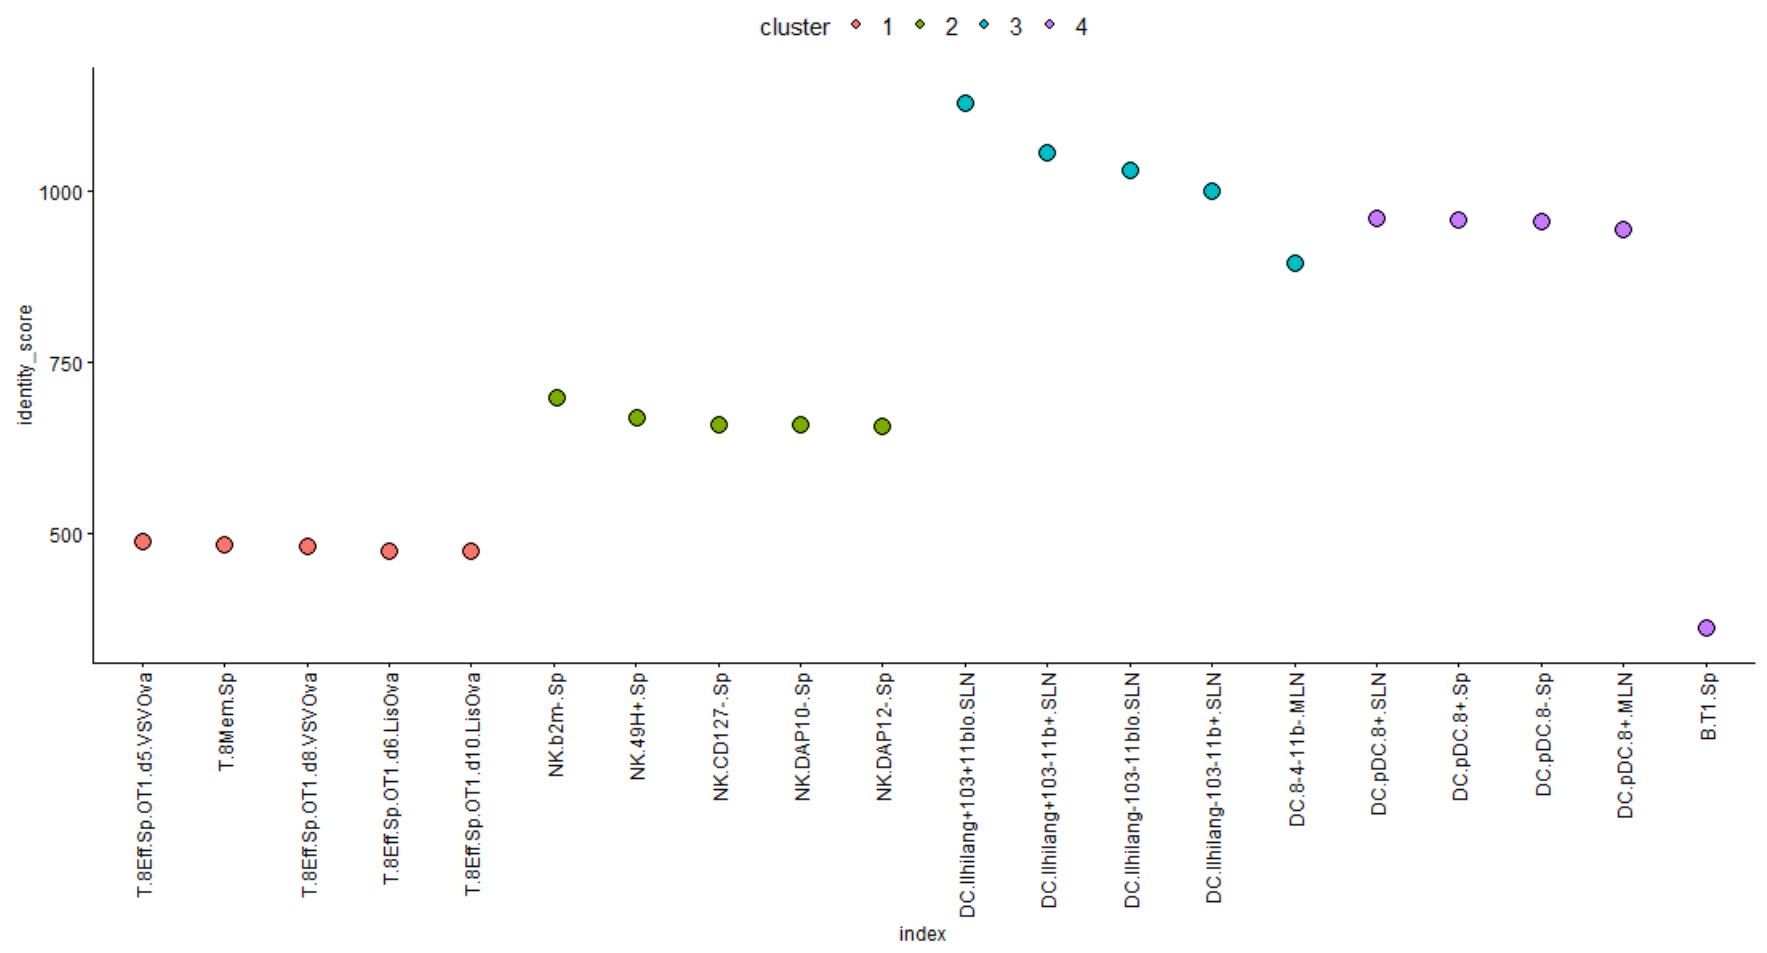 cluster 1 2 3 4
identity_score
1000
750
500
T.8Eff.Sp.OT1.d5.VSVOva
T.8Mem.Sp
T.8Eff.Sp.OT1.d8.VSVOva
T.8Eff.Sp.OT1.d6.LisOva
T.8Eff.Sp.OT1.d10.LisOva
NK.b2m-.Sp
NK.49H+.Sp
NK.CD127-.Sp
NK.DAP10-.Sp
NK.DAP12-.Sp
DC.IIhilang+103+11blo.SLN
DC.IIhilang+103-11b+.SLN
DC.IIhilang-103-11blo.SLN
DC.IIhilang-103-11b+.SLN
DC.8-4-11b-.MLN
DC.pDC.8+.SLN
DC.pDC.8+.Sp
DC.pDC.8-.Sp
DC.pDC.8+.MLN
B.T1.Sp
index